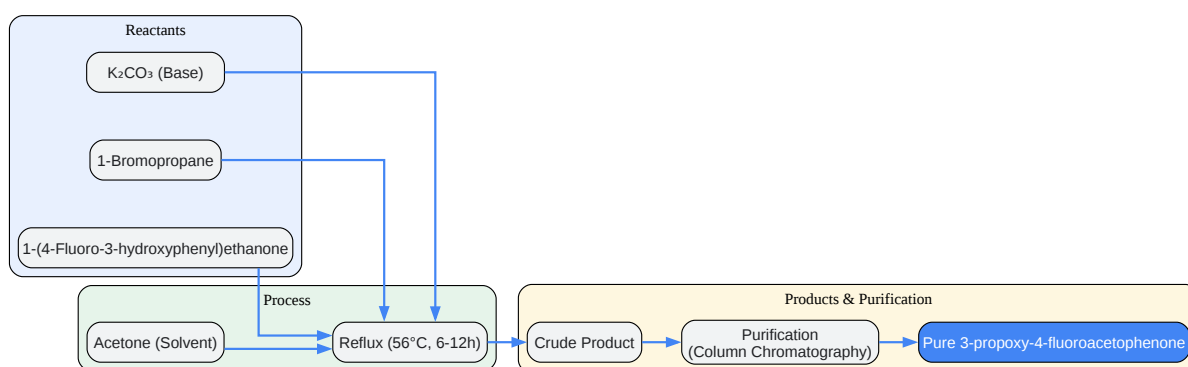 Reactants
K₂CO₃ (Base)
1-Bromopropane
1-(4-Fluoro-3-hydroxyphenyl)ethanone
Process
Acetone (Solvent)
Reflux (56°C, 6-12h)
Products & Purification
Crude Product
Purification
(Column Chromatography)
Pure 3-propoxy-4-fluoroacetophenone